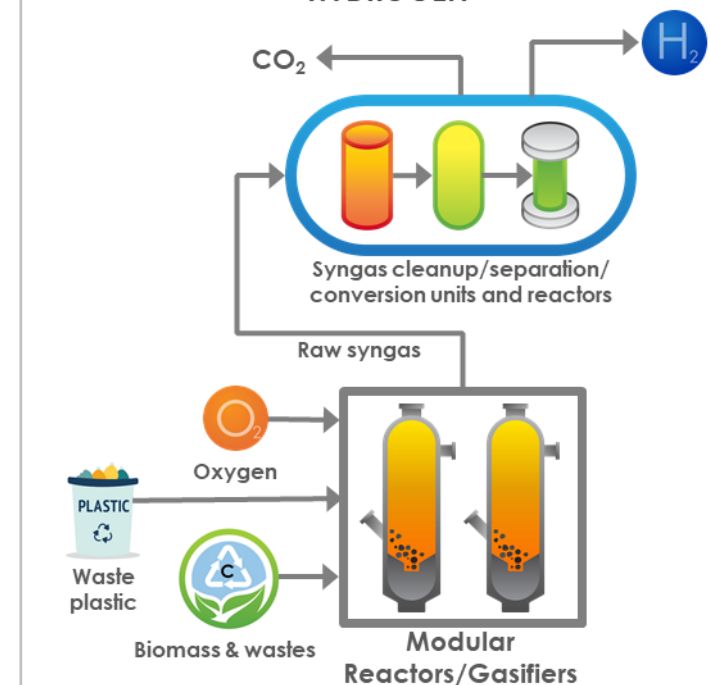 CO₂
H₂
Syngas cleanup/separation/
conversion units and reactors
Raw syngas
O₂
Oxygen
PLASTIC
Waste
plastic
C
Biomass & wastes
Modular
Reactors/Gasifiers